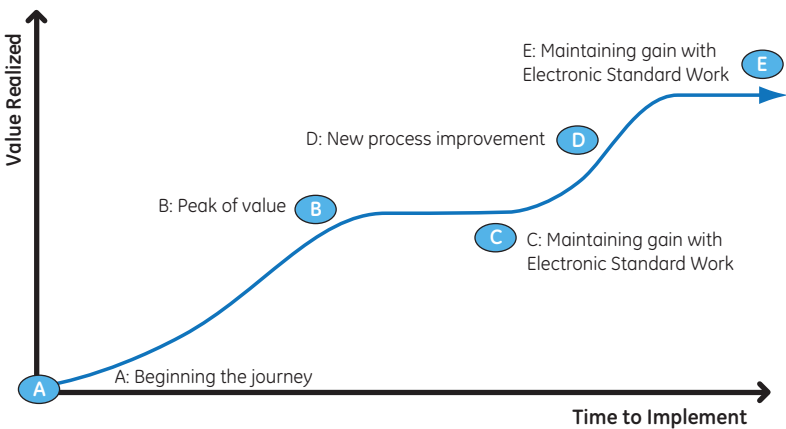 Value Realized
E: Maintaining gain with
Electronic Standard Work
E
D: New process improvement
D
B: Peak of value
B
C
C: Maintaining gain with
Electronic Standard Work
A
A: Beginning the journey
Time to Implement